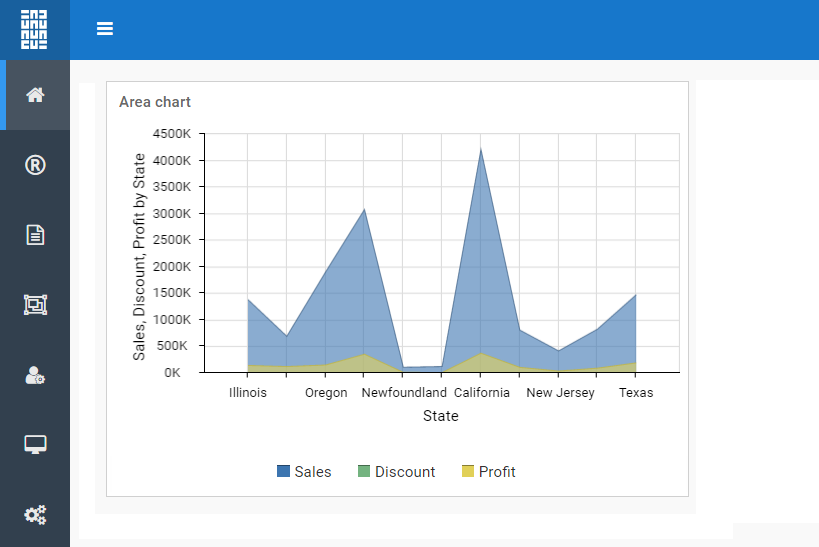 Area chart
4500K
4000K
3500K
3000K
2500K
2000K
1500K
1000K
500K
0K
Sales, Discount, Profit by State
Illinois Oregon Newfoundland California New Jersey Texas
State
Sales Discount Profit